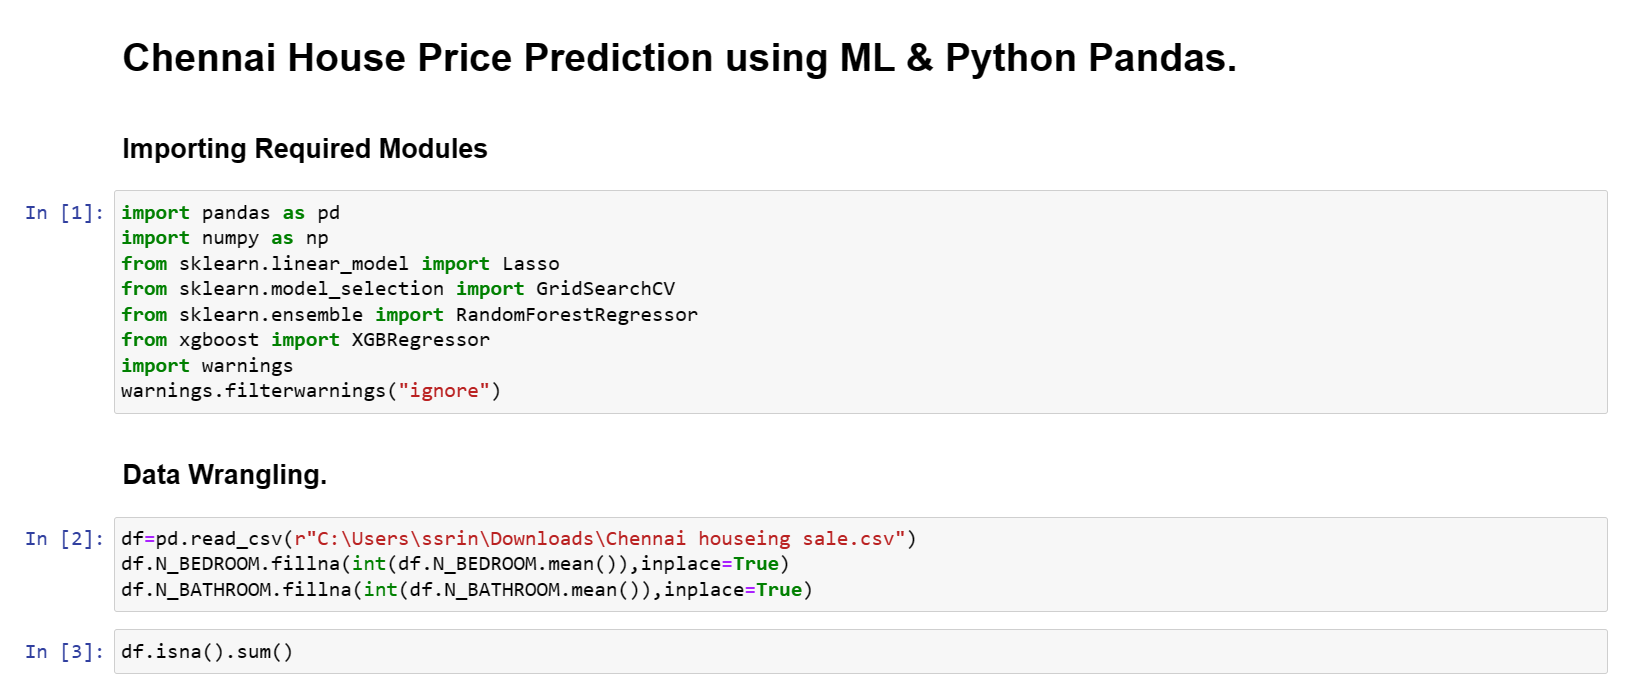 Chennai House Price Prediction using ML & Python Pandas.
Importing Required Modules
In [1]: import pandas as pd
import numpy as np
from sklearn.linear_model import Lasso
from sklearn.model_selection import GridSearchCV
from sklearn.ensemble import RandomForestRegressor
from xgboost import XGBRegressor
import warnings
warnings.filterwarnings("ignore")
Data Wrangling.
In [2]: df=pd.read_csv(r"C:\Users\ssrin\Downloads\Chennai houseing sale.csv")
df.N_BEDROOM.fillna(int(df.N_BEDROOM.mean()),inplace=True)
df.N_BATHROOM.fillna(int(df.N_BATHROOM.mean()),inplace=True)
In [3]: df.isna().sum()